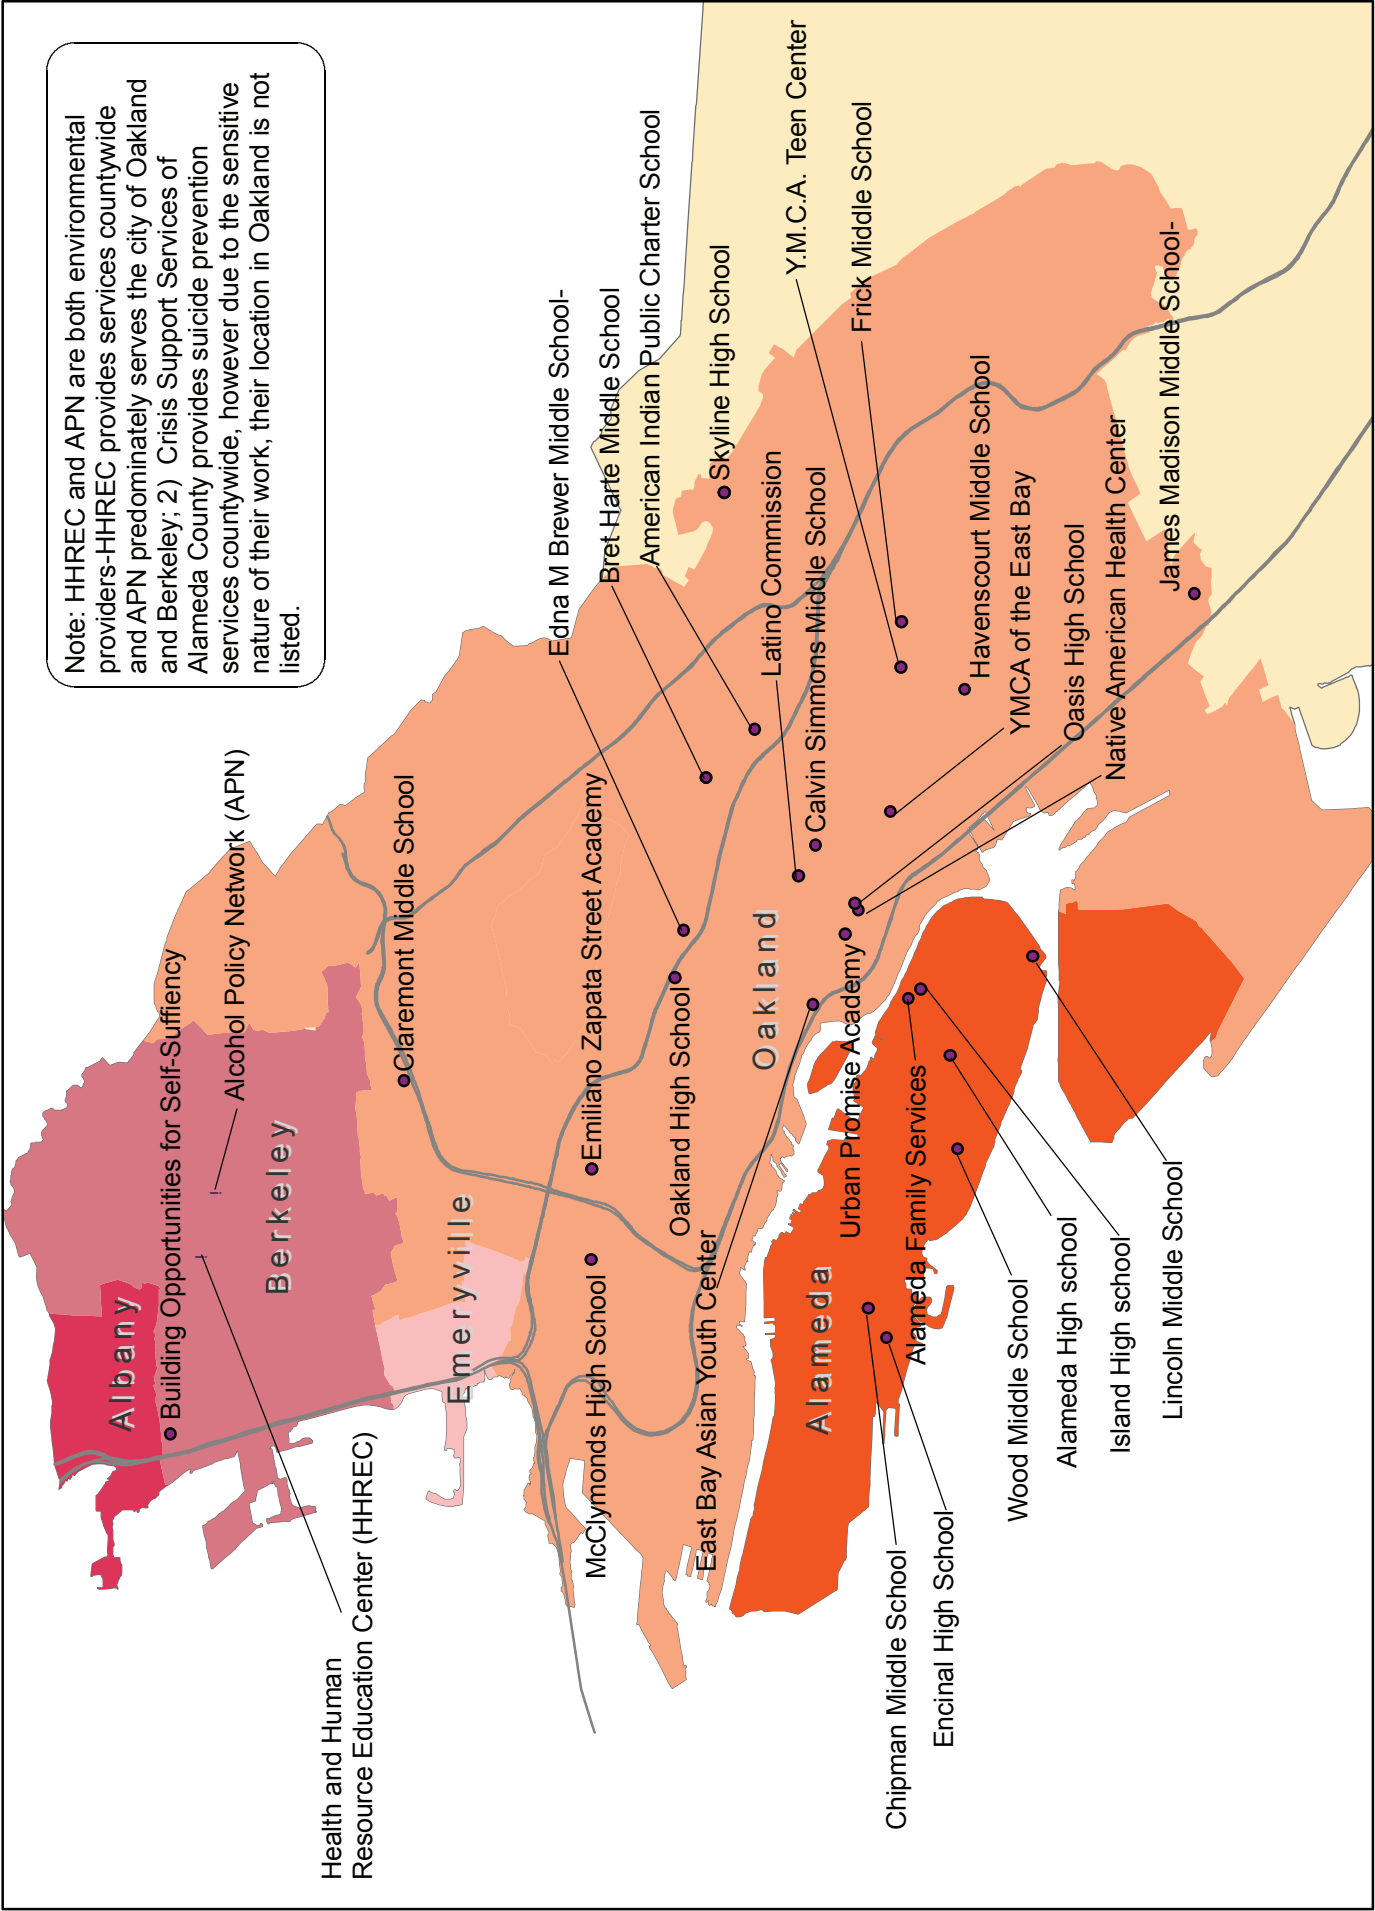 Note: HHREC and APN are both environmental
providers-HHREC provides services countywide
and APN predominately serves the city of Oakland
and Berkeley; 2) Crisis Support Services of
Alameda County provides suicide prevention
services countywide, however due to the sensitive
nature of their work, their location in Oakland is not
listed.
Albany
Building Opportunities for Self-Suffiency
Alcohol Policy Network (APN)
Berkeley
Health and Human
Resource Education Center (HHREC)
Claremont Middle School
Emeryville
Edna M Brewer Middle School-
Bret Harte Middle School
American Indian Public Charter School
Emiliano Zapata Street Academy
McClymonds High School
Oakland High School
East Bay Asian Youth Center
Skyline High School
Oakland
Latino Commission
Y.M.C.A. Teen Center
Calvin Simmons Middle School
Alameda
Urban Promise Academy
Frick Middle School
Chipman Middle School
Alameda Family Services
Encinal High School
Havenscourt Middle School
YMCA of the East Bay
Wood Middle School
Oasis High School
Alameda High school
Native American Health Center
Island High school
James Madison Middle School-
Lincoln Middle School